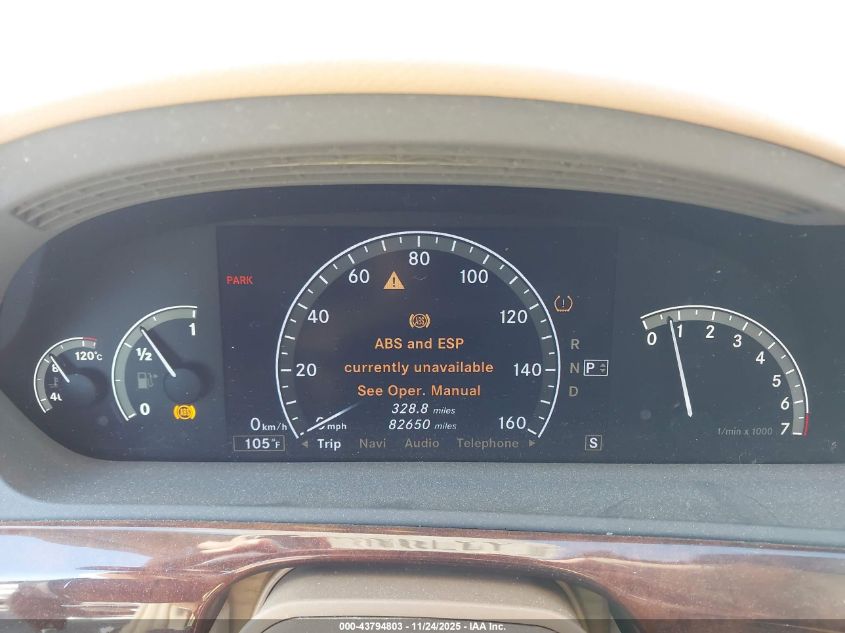 PARK
80
60 100
40 120
20 140
160
ABS
ABS and ESP
currently unavailable
See Oper. Manual
328.8 miles
82650 miles
0 km/h
mph
105°F
Trip Navi Audio Telephone
R
N P
D
S
120°C
40
1
1/2
0
ABS
0 1 2 3 4 5 6 7
1/min x 1000
000-43794803 - 11/24/2025 - IAA Inc.